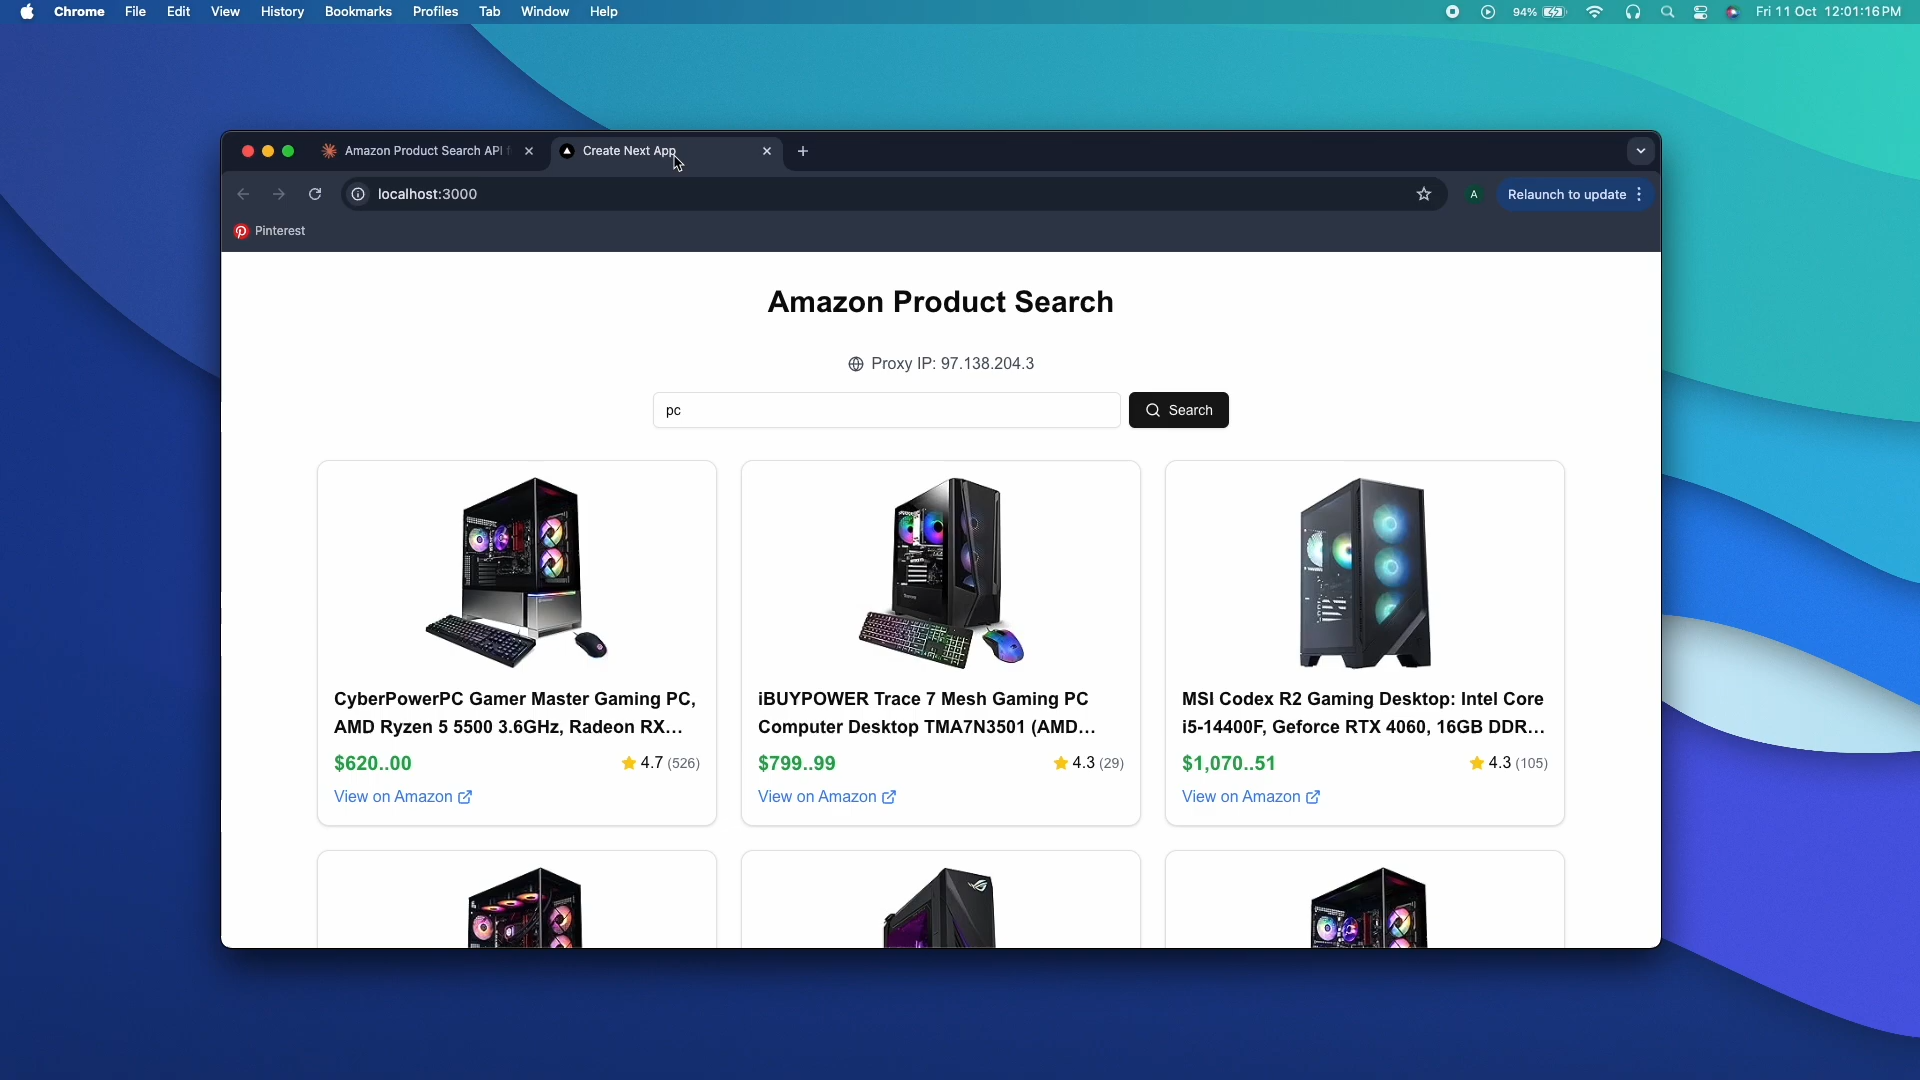 Chrome File Edit View History Bookmarks Profiles Tab Window Help
94% Fri 11 Oct 12:01:16 PM
Amazon Product Search API
Create Next App
localhost:3000
A
Relaunch to update
Pinterest
Amazon Product Search
Proxy IP: 97.138.204.3
pc
Search
CyberPowerPC Gamer Master Gaming PC,
AMD Ryzen 5 5500 3.6GHz, Radeon RX...
$620..00 4.7 (526)
View on Amazon
iBUYPOWER Trace 7 Mesh Gaming PC
Computer Desktop TMA7N3501 (AMD...
$799..99 4.3 (29)
View on Amazon
MSI Codex R2 Gaming Desktop: Intel Core
i5-14400F, Geforce RTX 4060, 16GB DDR...
$1,070..51 4.3 (105)
View on Amazon